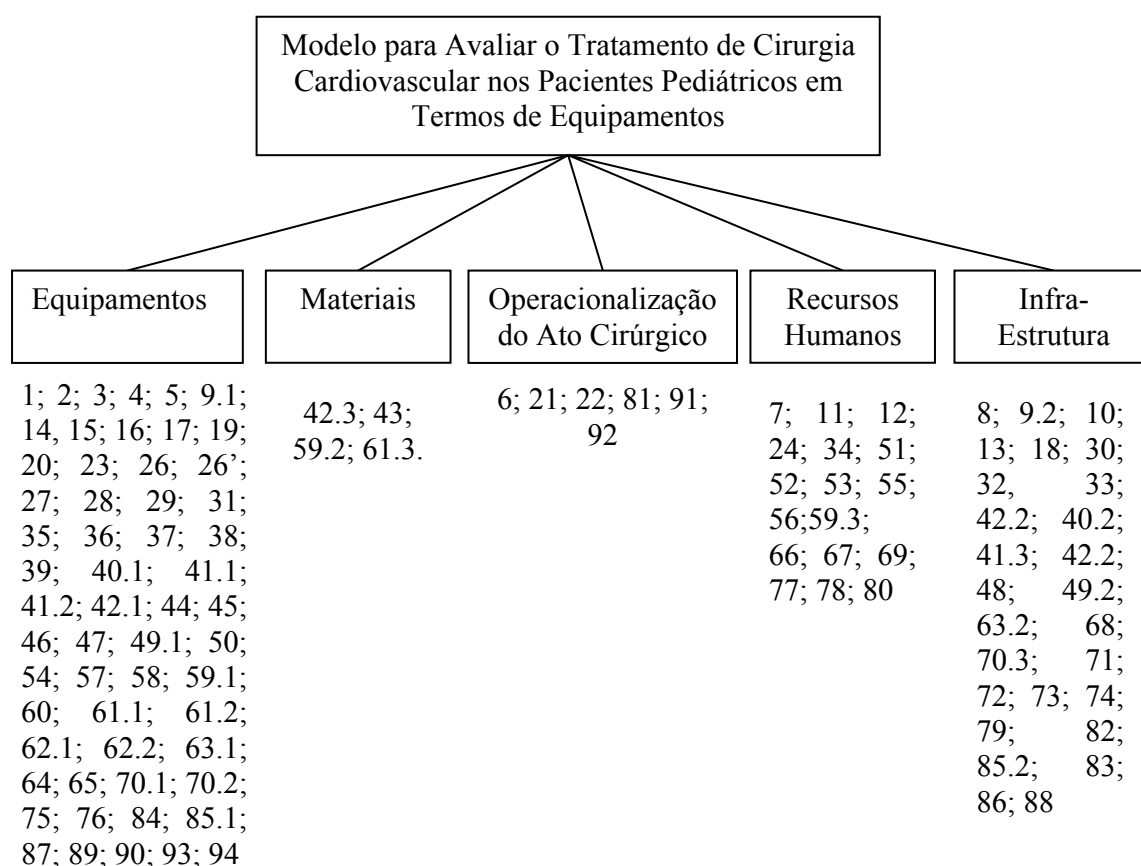 Modelo para Avaliar o Tratamento de Cirurgia
Cardiovascular nos Pacientes Pediátricos em
Termos de Equipamentos
Equipamentos
Materiais
Operacionalização
do Ato Cirúrgico
Recursos
Humanos
Infra-
Estrutura
1; 2; 3; 4; 5; 9.1;
14, 15; 16; 17; 19;
20; 23; 26; 26’;
27; 28; 29; 31;
35; 36; 37; 38;
39; 40.1; 41.1;
41.2; 42.1; 44; 45;
46; 47; 49.1; 50;
54; 57; 58; 59.1;
60; 61.1; 61.2;
62.1; 62.2; 63.1;
64; 65; 70.1; 70.2;
75; 76; 84; 85.1;
87; 89; 90; 93; 94
42.3; 43;
59.2; 61.3.
6; 21; 22; 81; 91;
92
7; 11; 12;
24; 34; 51;
52; 53; 55;
56;59.3;
66; 67; 69;
77; 78; 80
8; 9.2; 10;
13; 18; 30;
32, 33;
42.2; 40.2;
41.3; 42.2;
48; 49.2;
63.2; 68;
70.3; 71;
72; 73; 74;
79; 82;
85.2; 83;
86; 88